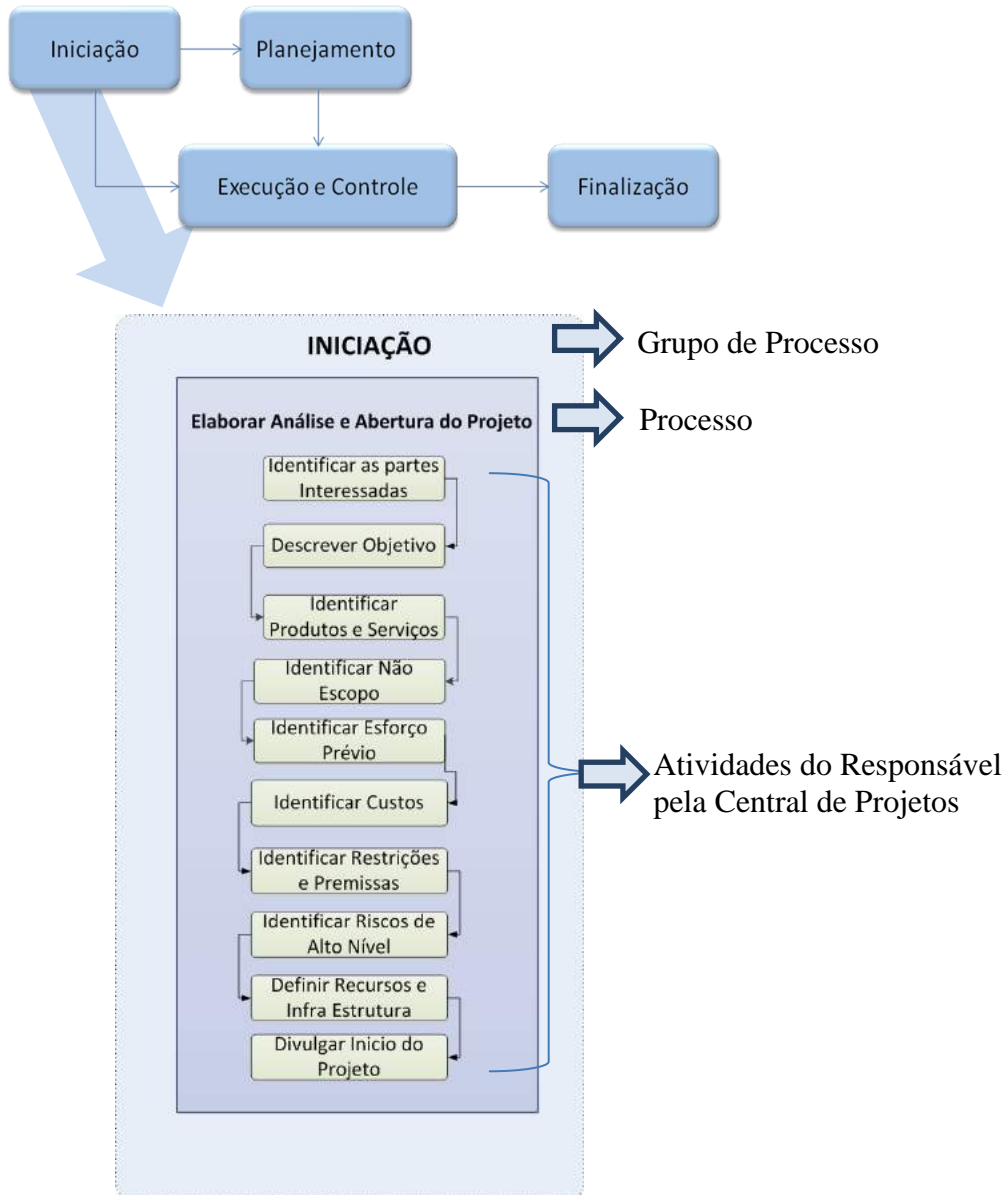 Iniciação
Planejamento
Execução e Controle
Finalização
INICIAÇÃO
Grupo de Processo
Elaborar Análise e Abertura do Projeto
Processo
Identificar as partes
Interessadas
Descrever Objetivo
Identificar
Produtos e Serviços
Identificar Não
Escopo
Identificar Esforço
Prévio
Identificar Custos
Atividades do Responsável
pela Central de Projetos
Identificar Restrições
e Premissas
Identificar Riscos de
Alto Nível
Definir Recursos e
Infra Estrutura
Divulgar Inicio do
Projeto